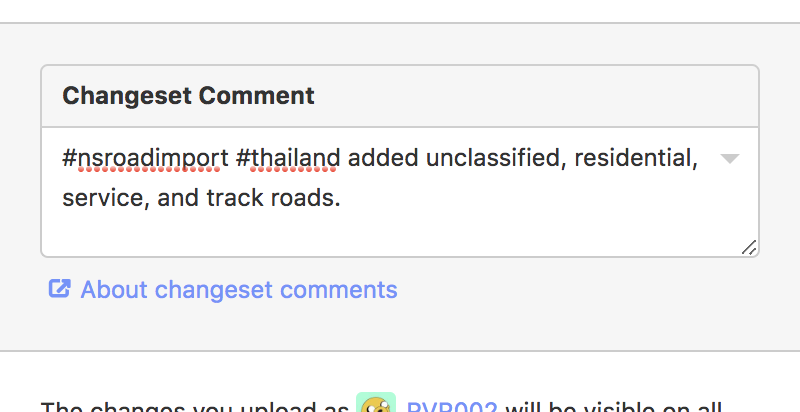 Changeset Comment
#nsroadimport #thailand added unclassified, residential,
service, and track roads.
About changeset comments
The changes you upload as RVR002 will be visible on all